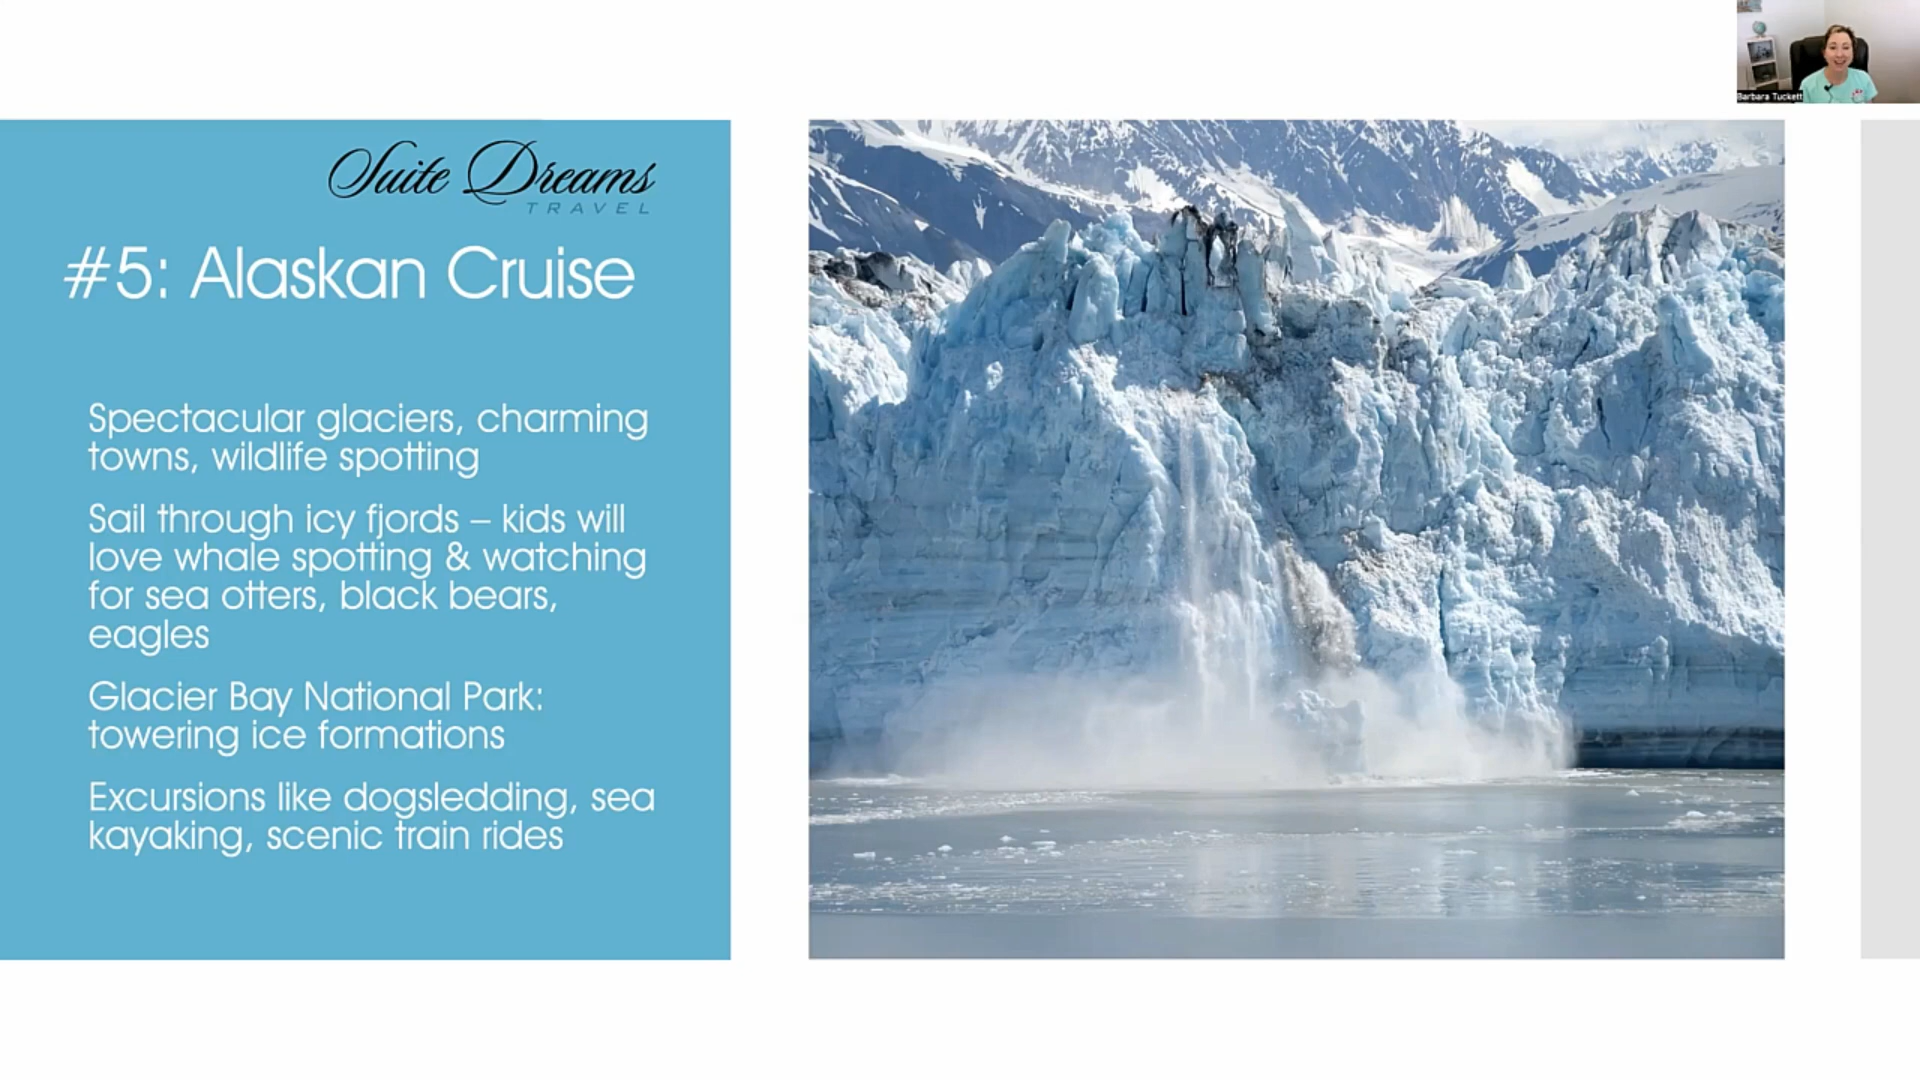 Barbara Tuckett
Suite Dreams
TRAVEL
#5: Alaskan Cruise
Spectacular glaciers, charming
towns, wildlife spotting
Sail through icy fjords – kids will
love whale spotting & watching
for sea otters, black bears,
eagles
Glacier Bay National Park:
towering ice formations
Excursions like dogsledding, sea
kayaking, scenic train rides